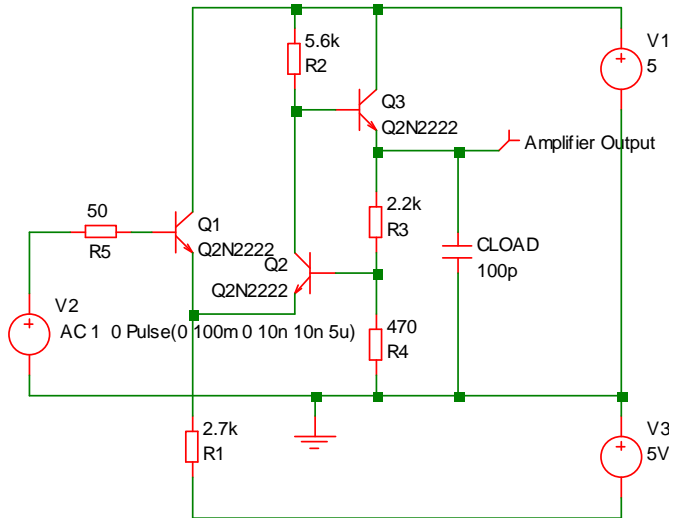 5.6k
R2
V1
5
Q3
Q2N2222
Amplifier Output
50
R5
Q1
Q2N2222
2.2k
R3
Q2
Q2N2222
CLOAD
100p
V2
AC 1 0 Pulse(0 100m 0 10n 10n 5u)
470
R4
2.7k
R1
V3
5V